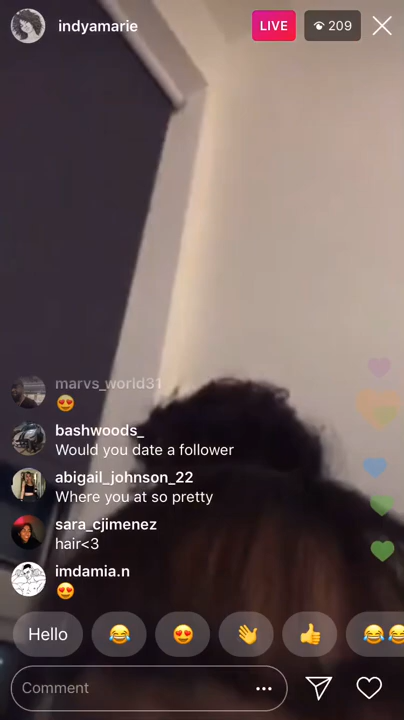 indyamarie
LIVE
209
marvs_world31
😍
bashwoods_
Would you date a follower
abigail_johnson_22
Where you at so pretty
sara_cjimenez
hair<3
imdamia.n
😍
Hello
Comment